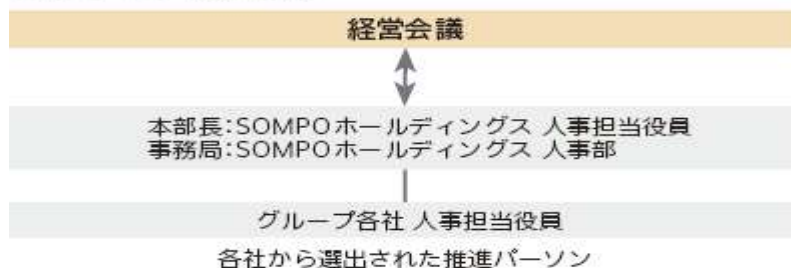 経営会議
本部長:SOMPOホールディングス 人事担当役員
事務局:SOMPOホールディングス 人事部
グループ各社 人事担当役員
各社から選出された推進パーソン